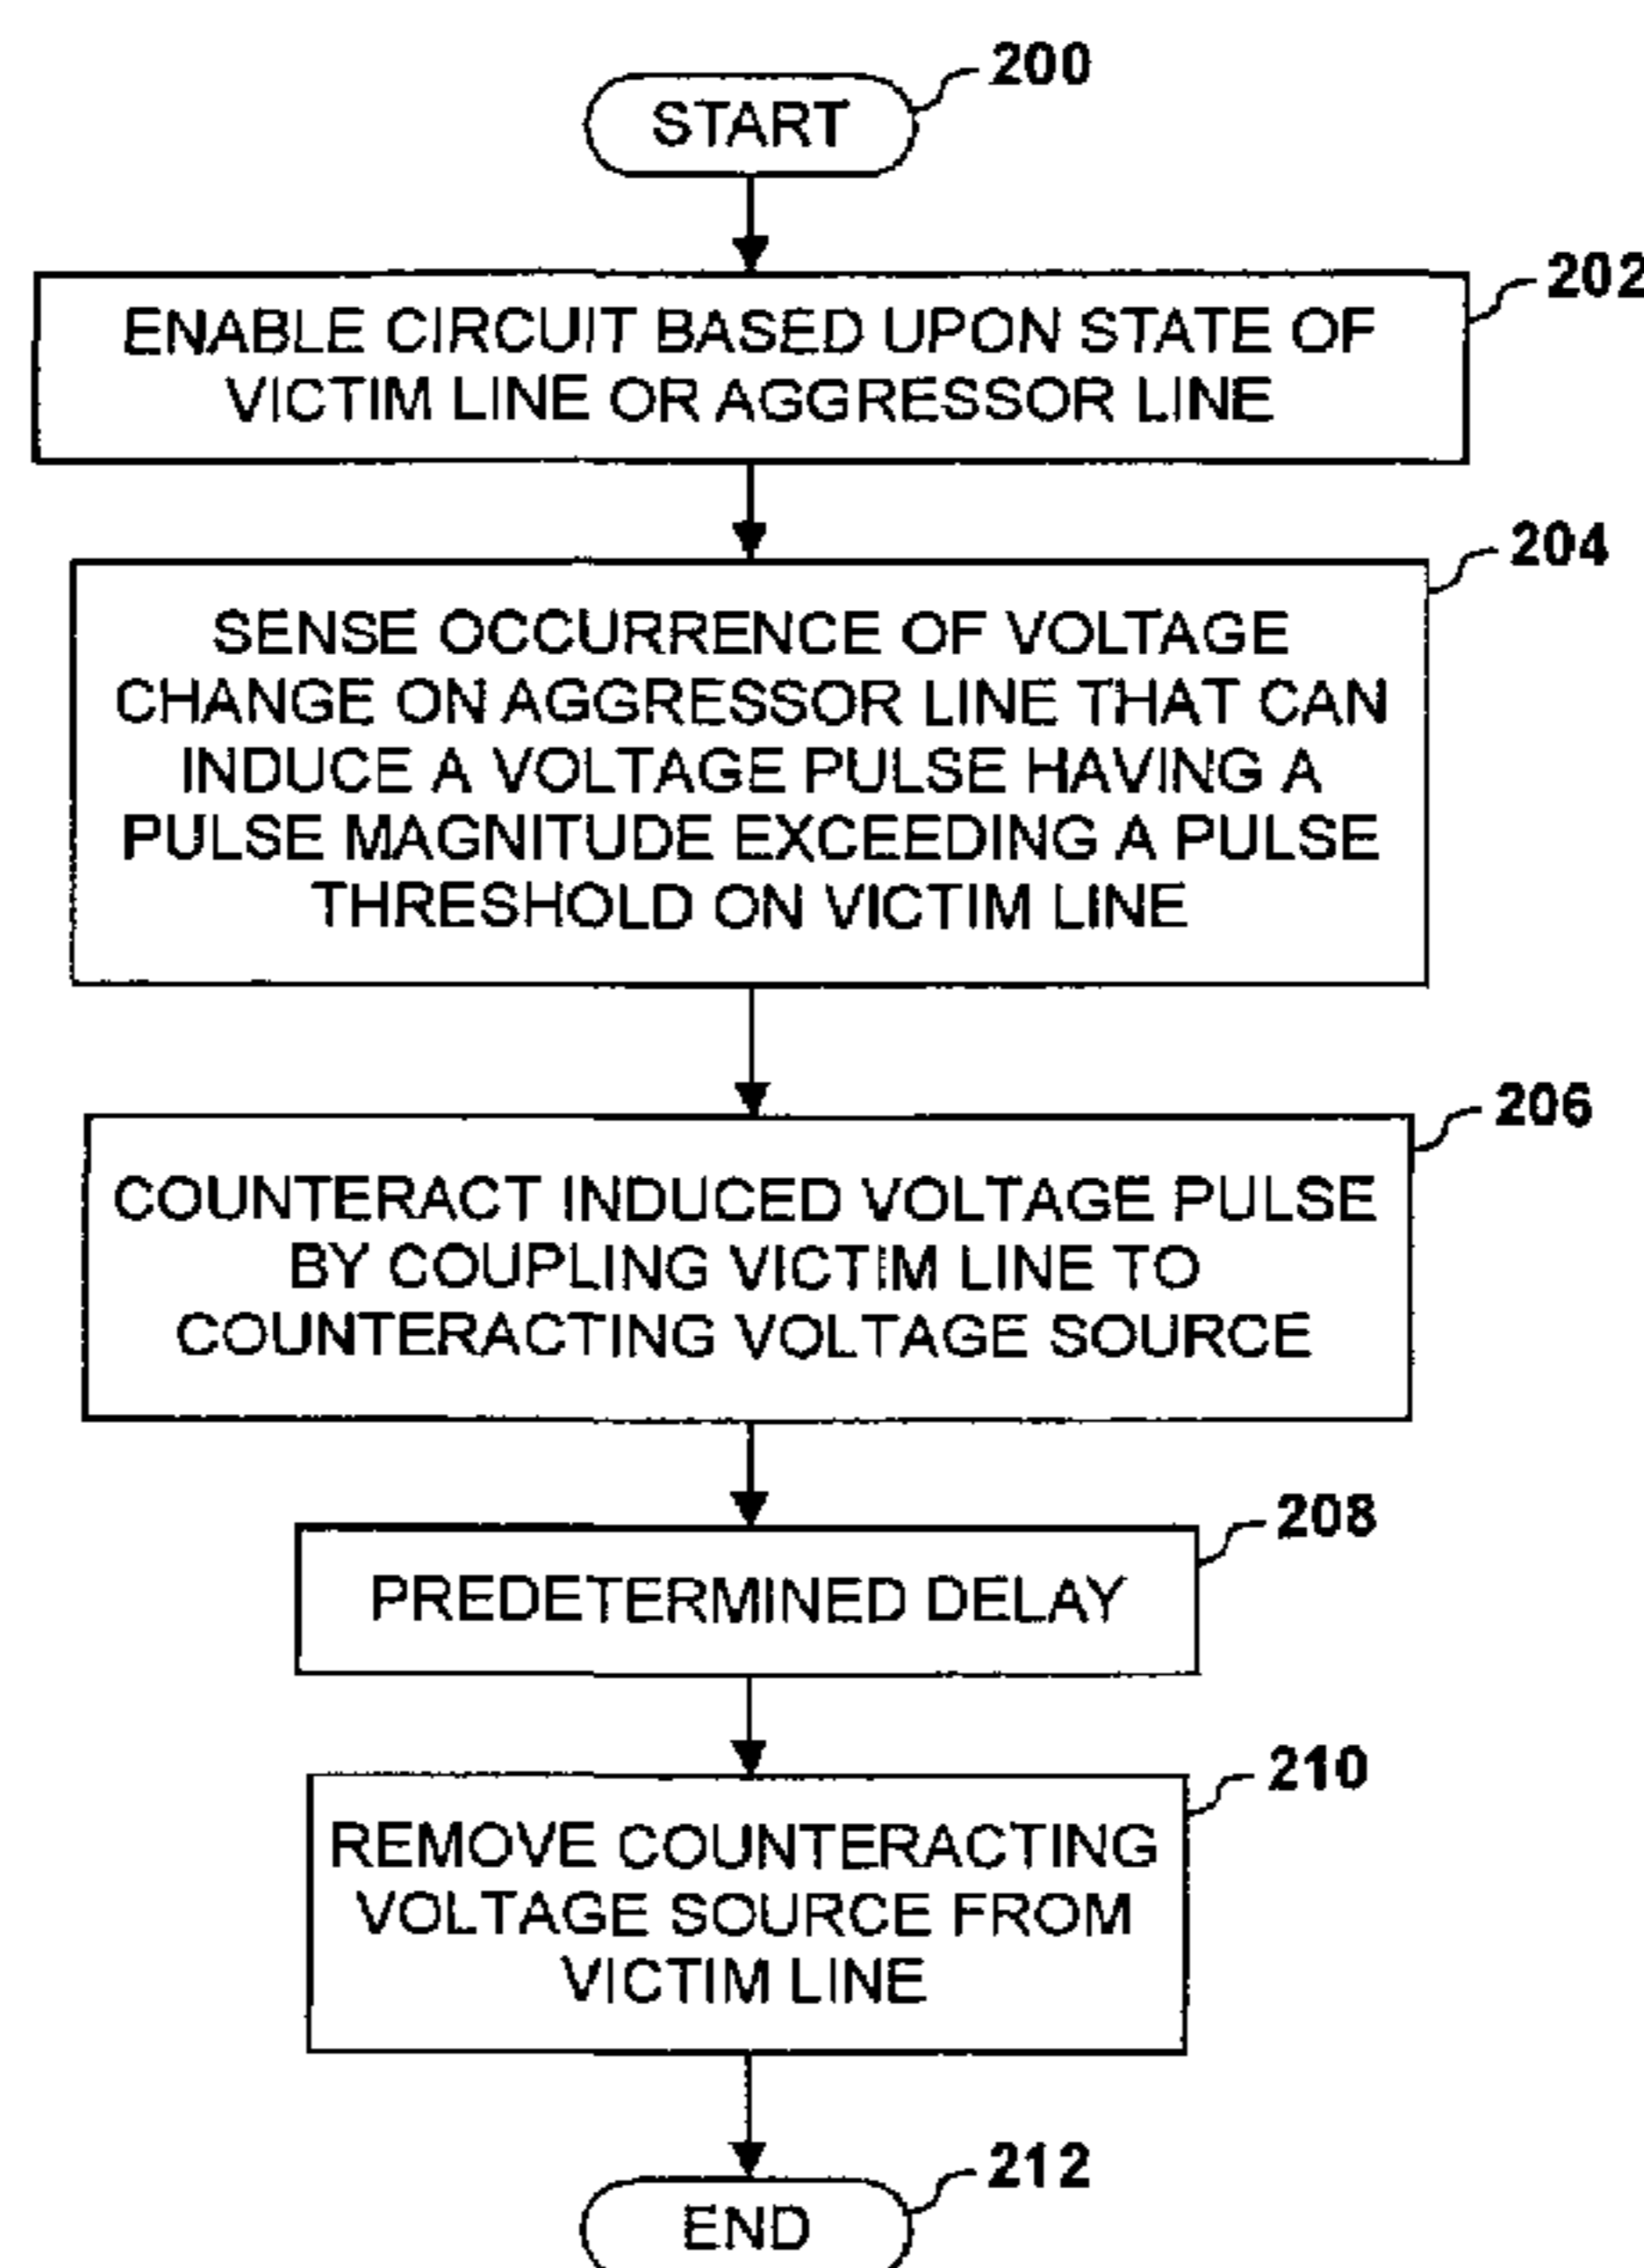 200
START
202
ENABLE CIRCUIT BASED UPON STATE OF
VICTIM LINE OR AGGRESSOR LINE
204
SENSE OCCURRENCE OF VOLTAGE
CHANGE ON AGGRESSOR LINE THAT CAN
INDUCE A VOLTAGE PULSE HAVING A
PULSE MAGNITUDE EXCEEDING A PULSE
THRESHOLD ON VICTIM LINE
206
COUNTERACT INDUCED VOLTAGE PULSE
BY COUPLING VICTIM LINE TO
COUNTERACTING VOLTAGE SOURCE
208
PREDETERMINED DELAY
210
REMOVE COUNTERACTING
VOLTAGE SOURCE FROM
VICTIM LINE
212
END